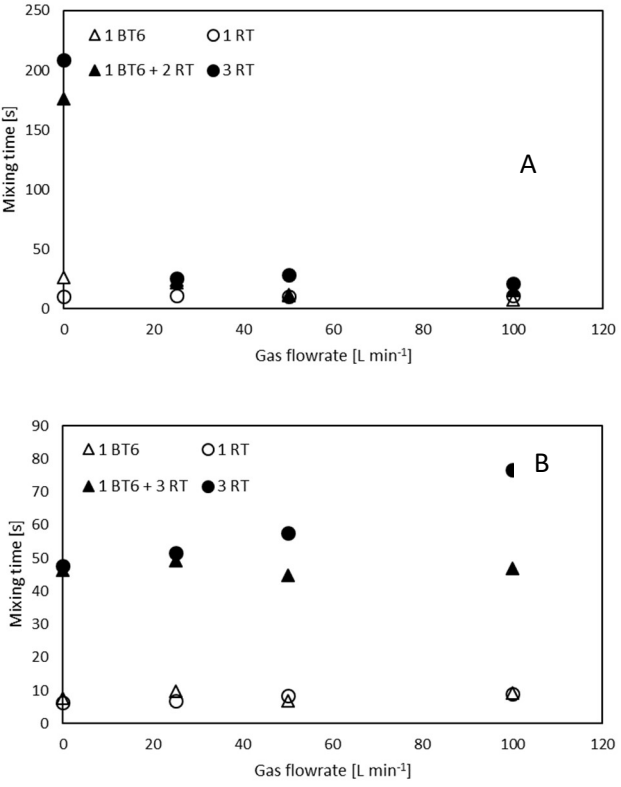 250
△ 1 BT6 ○ 1 RT
200
▲ 1 BT6 + 2 RT ● 3 RT
150
A
100
50
0
Mixing time [s]
0 20 40 60 80 100 120
Gas flowrate [L min⁻¹]
90
△ 1 BT6 ○ 1 RT
80
B
70
▲ 1 BT6 + 3 RT ● 3 RT
60
50
40
30
20
10
0
Mixing time [s]
0 20 40 60 80 100 120
Gas flowrate [L min⁻¹]